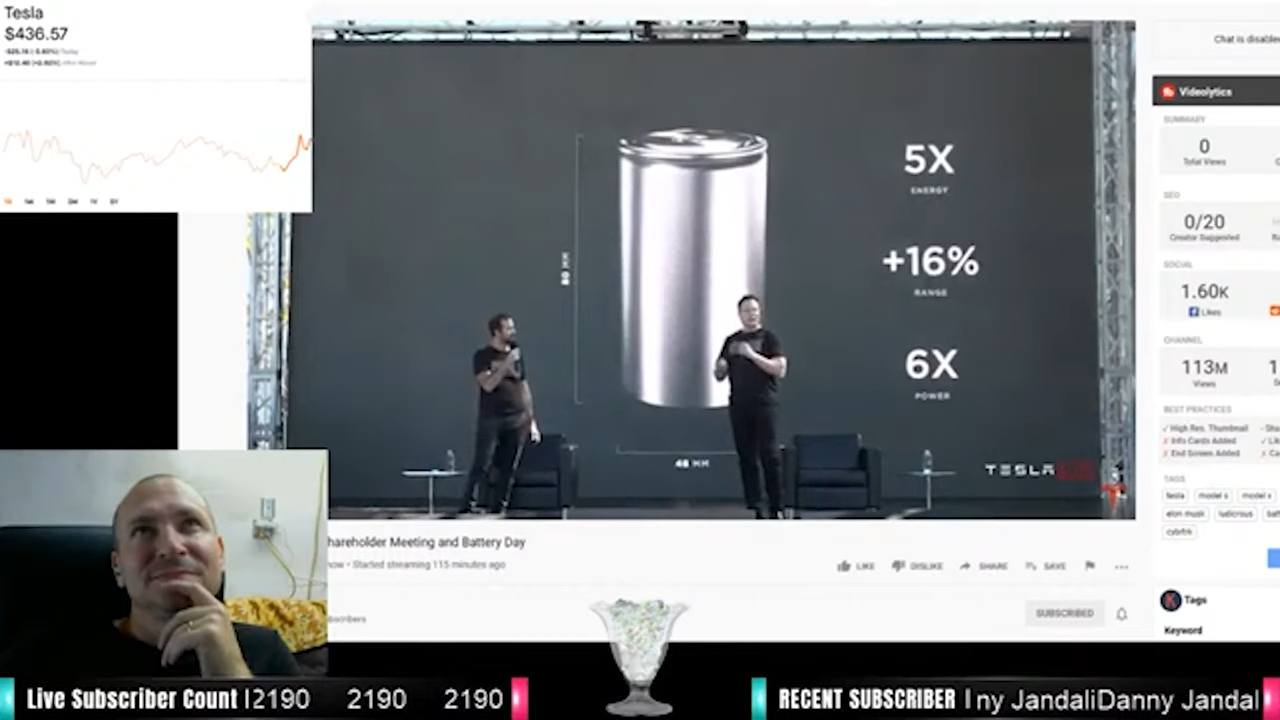 Tesla
$436.57
Chat is disable
Videolytics
SUMMARY
0
Total Views
5X
ENERGY
SEO
0/20
Creator Suggested
+16%
RANGE
SOCIAL
1.60K
Likes
80 MM
CHANNEL
113M
Views
6X
POWER
BEST PRACTICES
✓ High Res. Thumbnail
✗ Info Cards Added
✗ End Screen Added
48 MM
TESLA
TAGS
tesla
model s
model x
elon musk
ludicrous
hareholder Meeting and Battery Day
now • Started streaming 115 minutes ago
LIKE
DISLIKE
SHARE
SAVE
Tags
SUBSCRIBED
Keyword
Live Subscriber Count |2190 2190 2190
RECENT SUBSCRIBER |ny JandaliDanny Jandal